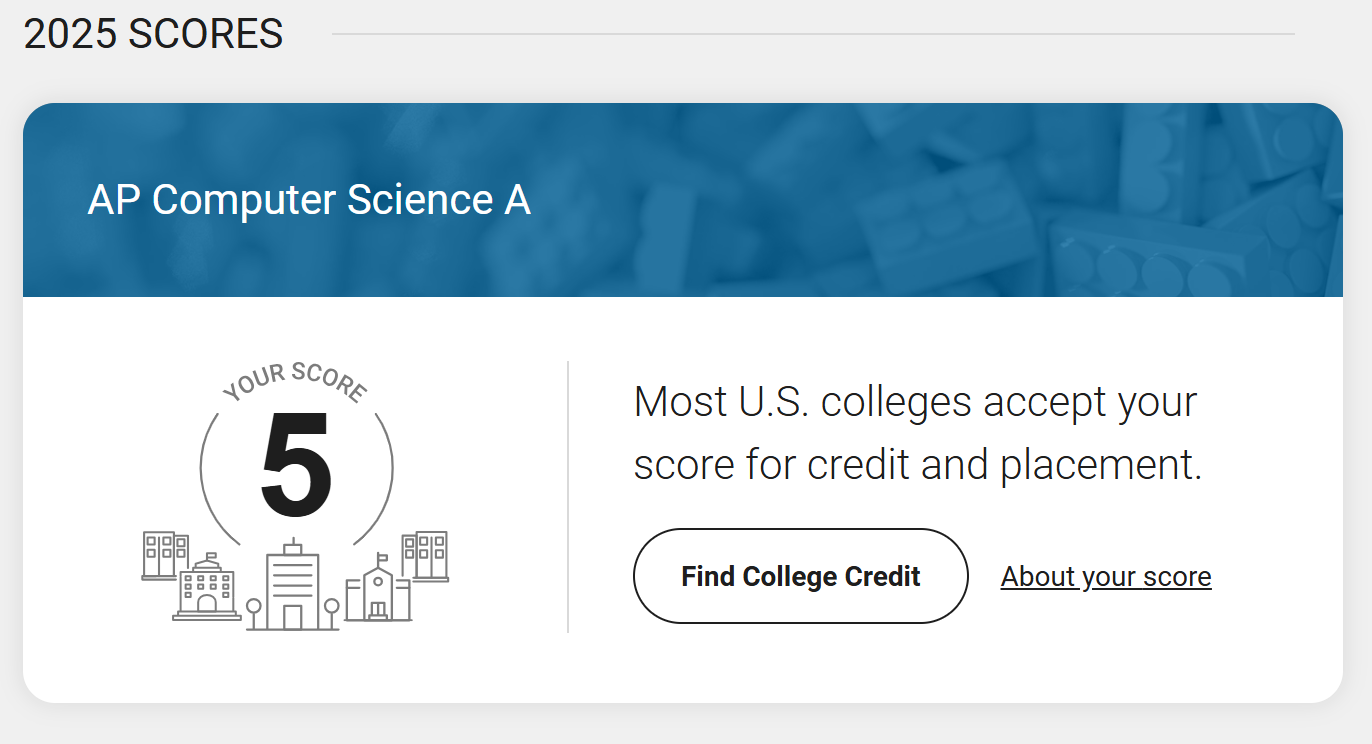 2025 SCORES
AP Computer Science A
YOUR SCORE
5
Most U.S. colleges accept your
score for credit and placement.
Find College Credit
About your score